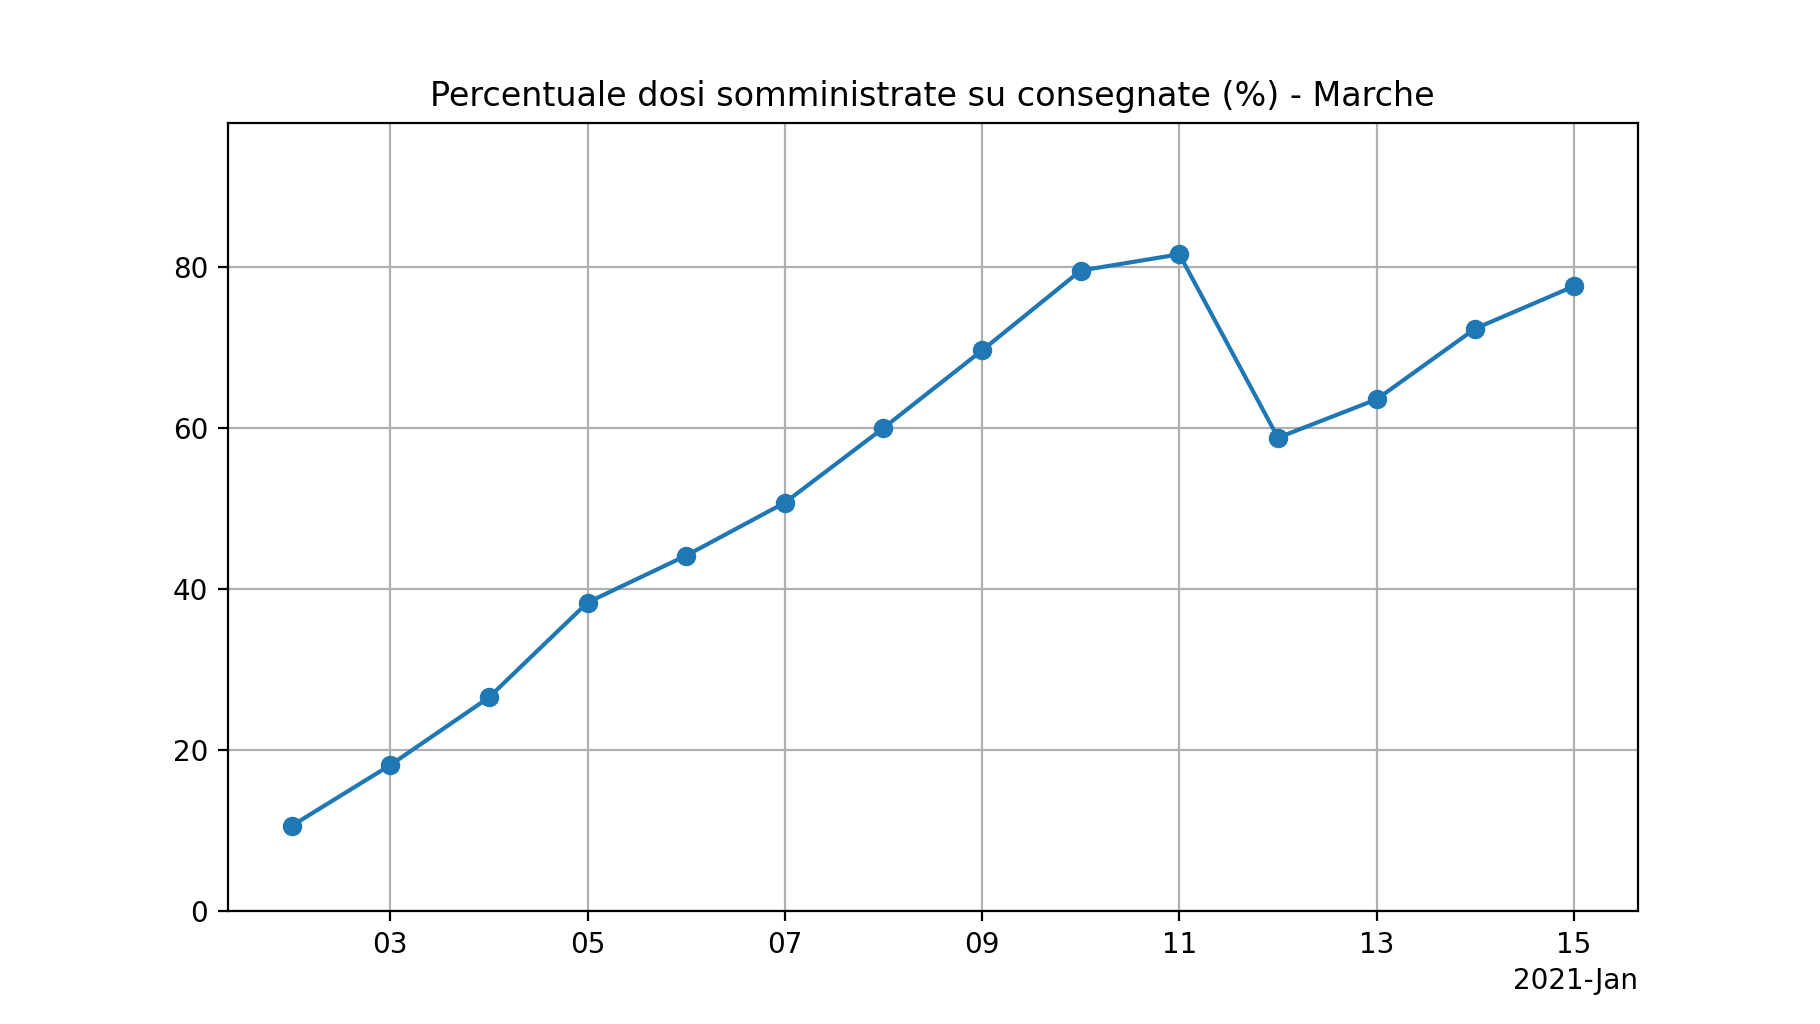 Percentuale dosi somministrate su consegnate (%) - Marche
80
60
40
20
0
03 05 07 09 11 13 15
2021-Jan